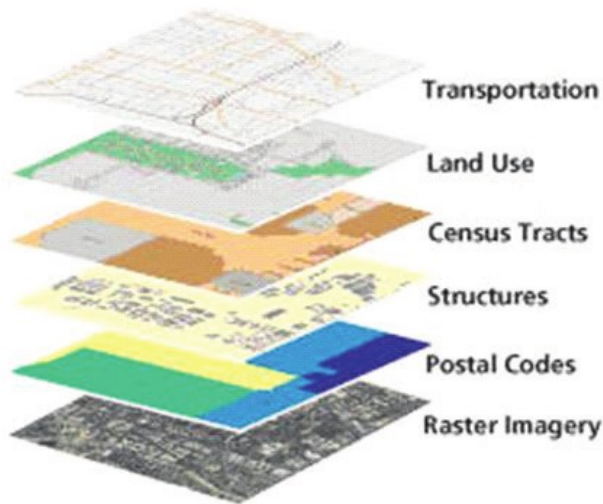 Transportation
Land Use
Census Tracts
Structures
Postal Codes
Raster Imagery